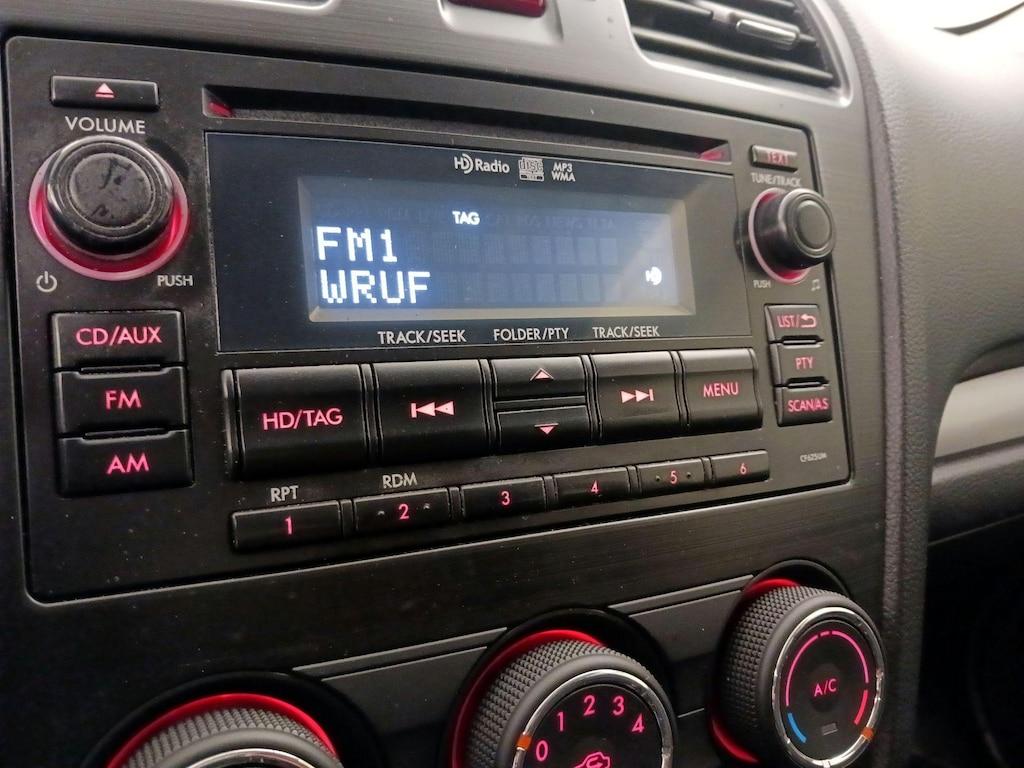 VOLUME
PUSH
HD Radio
MP3
WMA
TEXT
TUNE/TRACK
PUSH
TAG
FM1
WRUF
TRACK/SEEK
FOLDER/PTY
TRACK/SEEK
CD/AUX
FM
AM
HD/TAG
MENU
LIST/
PTY
SCAN/A.S
CF625UM
RPT
RDM
1
2
3
4
5
6
0 1 2 3 4
A/C